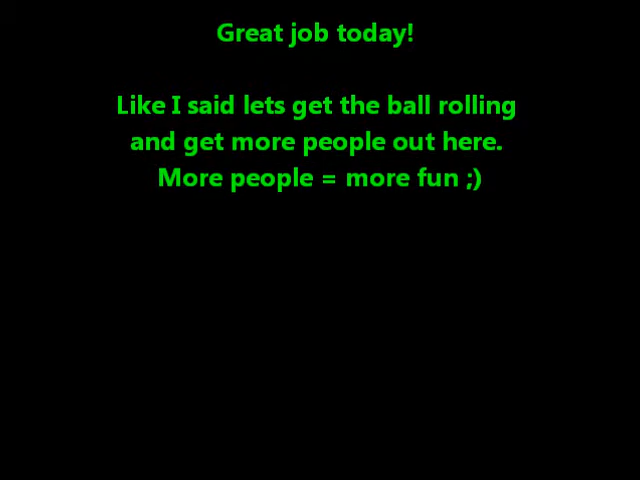 Great job today!
Like I said lets get the ball rolling
and get more people out here.
More people = more fun ;)